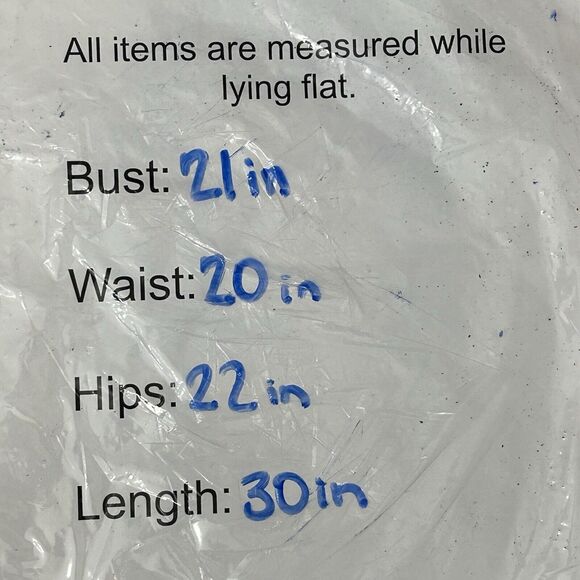 All items are measured while
lying flat.
Bust: 21in
Waist: 20 in
Hips: 22 in
Length: 30in